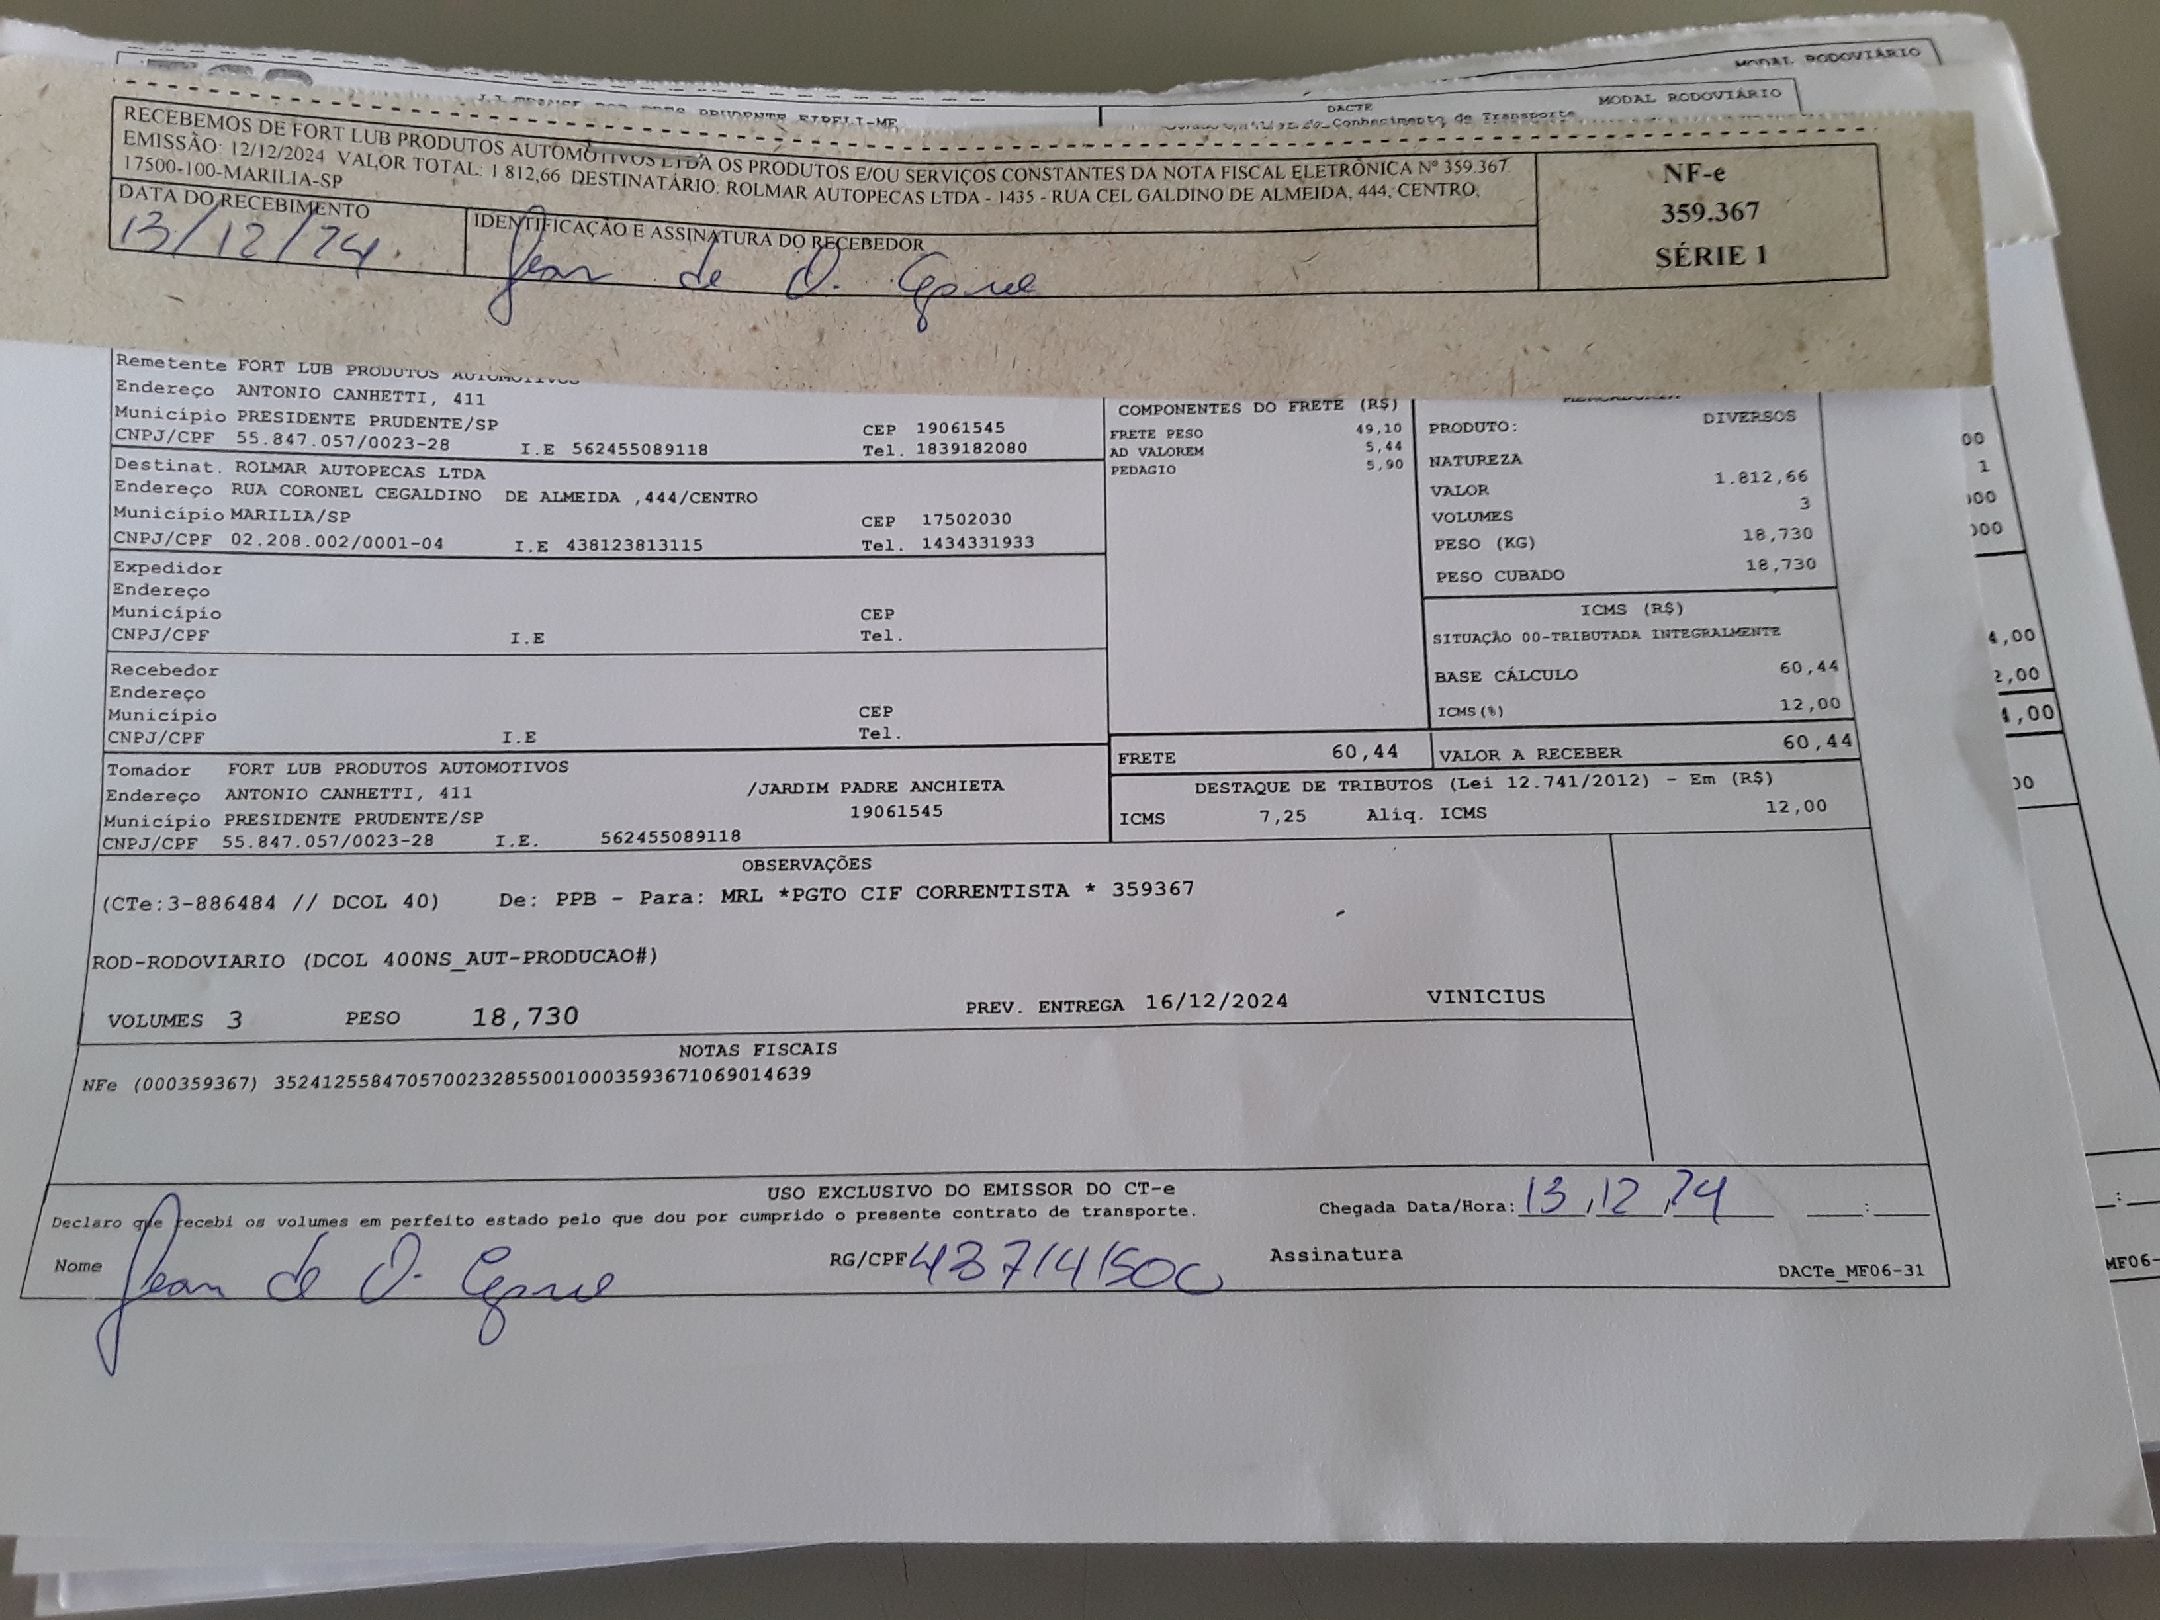 MODAL RODOVIÁRIO
DACTE MODAL RODOVIÁRIO
PRUDENTE EIRELI-ME Conhecimento de Transporte
RECEBEMOS DE FORT LUB PRODUTOS AUTOMOTIVOS LTDA OS PRODUTOS E/OU SERVIÇOS CONSTANTES DA NOTA FISCAL ELETRÔNICA Nº 359.367
EMISSÃO: 12/12/2024 VALOR TOTAL: 1 812,66 DESTINATÁRIO. ROLMAR AUTOPECAS LTDA - 1435 - RUA CEL GALDINO DE ALMEIDA, 444, CENTRO,
17500-100-MARILIA-SP
NF-e
359.367
SÉRIE 1
DATA DO RECEBIMENTO
13/12/24
IDENTIFICAÇÃO E ASSINATURA DO RECEBEDOR
Jean de O.
Remetente FORT LUB PRODUTOS AUTOMOTIVOS
Endereço ANTONIO CANHETTI, 411
Município PRESIDENTE PRUDENTE/SP CEP 19061545
CNPJ/CPF 55.847.057/0023-28 I.E 562455089118 Tel. 1839182080
Destinat. ROLMAR AUTOPECAS LTDA
Endereço RUA CORONEL CEGALDINO DE ALMEIDA ,444/CENTRO
Município MARILIA/SP CEP 17502030
CNPJ/CPF 02.208.002/0001-04 I.E 438123813115 Tel. 1434331933
Expedidor
Endereço
Município CEP
CNPJ/CPF I.E Tel.
Recebedor
Endereço
Município CEP
CNPJ/CPF I.E Tel.
Tomador FORT LUB PRODUTOS AUTOMOTIVOS
Endereço ANTONIO CANHETTI, 411 /JARDIM PADRE ANCHIETA
Município PRESIDENTE PRUDENTE/SP 19061545
CNPJ/CPF 55.847.057/0023-28 I.E. 562455089118
COMPONENTES DO FRETE (R$)
FRETE PESO 49,10
AD VALOREM 5,44
PEDAGIO 5,90
FRETE 60,44
PRODUTO: DIVERSOS
NATUREZA
VALOR 1.812,66
VOLUMES 3
PESO (KG) 18,730
PESO CUBADO 18,730
ICMS (R$)
SITUAÇÃO 00-TRIBUTADA INTEGRALMENTE
BASE CÁLCULO 60,44
ICMS(%) 12,00
VALOR A RECEBER 60,44
DESTAQUE DE TRIBUTOS (Lei 12.741/2012) - Em (R$)
ICMS 7,25 Aliq. ICMS 12,00
OBSERVAÇÕES
(CTe:3-886484 // DCOL 40) De: PPB - Para: MRL *PGTO CIF CORRENTISTA * 359367
ROD-RODOVIARIO (DCOL 400NS_AUT-PRODUCAO#)
VOLUMES 3 PESO 18,730 PREV. ENTREGA 16/12/2024 VINICIUS
NOTAS FISCAIS
NFe (000359367) 35241255847057002328550010003593671069014639
USO EXCLUSIVO DO EMISSOR DO CT-e
Declaro que recebi os volumes em perfeito estado pelo que dou por cumprido o presente contrato de transporte. Chegada Data/Hora: 13/12/24 :
Nome Jean de O. RG/CPF Assinatura
DACTe_MF06-31